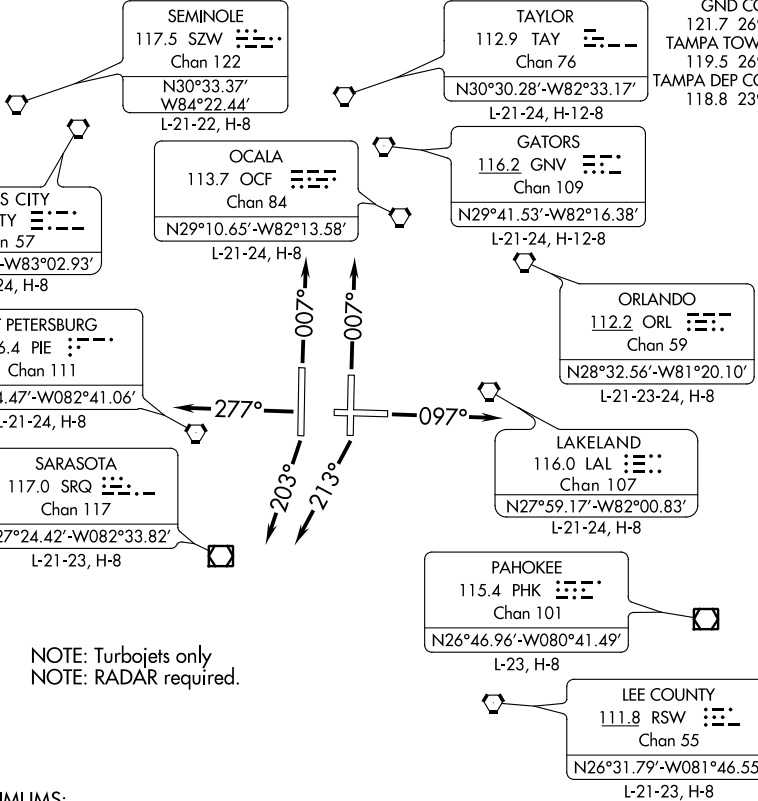 SEMINOLE
117.5 SZW
Chan 122
N30°33.37'
W84°22.44'
L-21-22, H-8
TAYLOR
112.9 TAY
Chan 76
N30°30.28'-W82°33.17'
L-21-24, H-12-8
GND CO
121.7 26
TAMPA TOW
119.5 26
TAMPA DEP CO
118.8 23
OCALA
113.7 OCF
Chan 84
N29°10.65'-W82°13.58'
L-21-24, H-8
GATORS
116.2 GNV
Chan 109
N29°41.53'-W82°16.38'
L-21-24, H-12-8
S CITY
TY
n 57
-W83°02.93'
24, H-8
ORLANDO
112.2 ORL
Chan 59
N28°32.56'-W81°20.10'
L-21-23-24, H-8
PETERSBURG
6.4 PIE
Chan 111
4.47'-W082°41.06'
L-21-24, H-8
007°
007°
277°
097°
203°
213°
LAKELAND
116.0 LAL
Chan 107
N27°59.17'-W82°00.83'
L-21-24, H-8
SARASOTA
117.0 SRQ
Chan 117
27°24.42'-W082°33.82'
L-21-23, H-8
PAHOKEE
115.4 PHK
Chan 101
N26°46.96'-W080°41.49'
L-23, H-8
NOTE: Turbojets only
NOTE: RADAR required.
LEE COUNTY
111.8 RSW
Chan 55
N26°31.79'-W081°46.55
L-21-23, H-8
IMUMS: